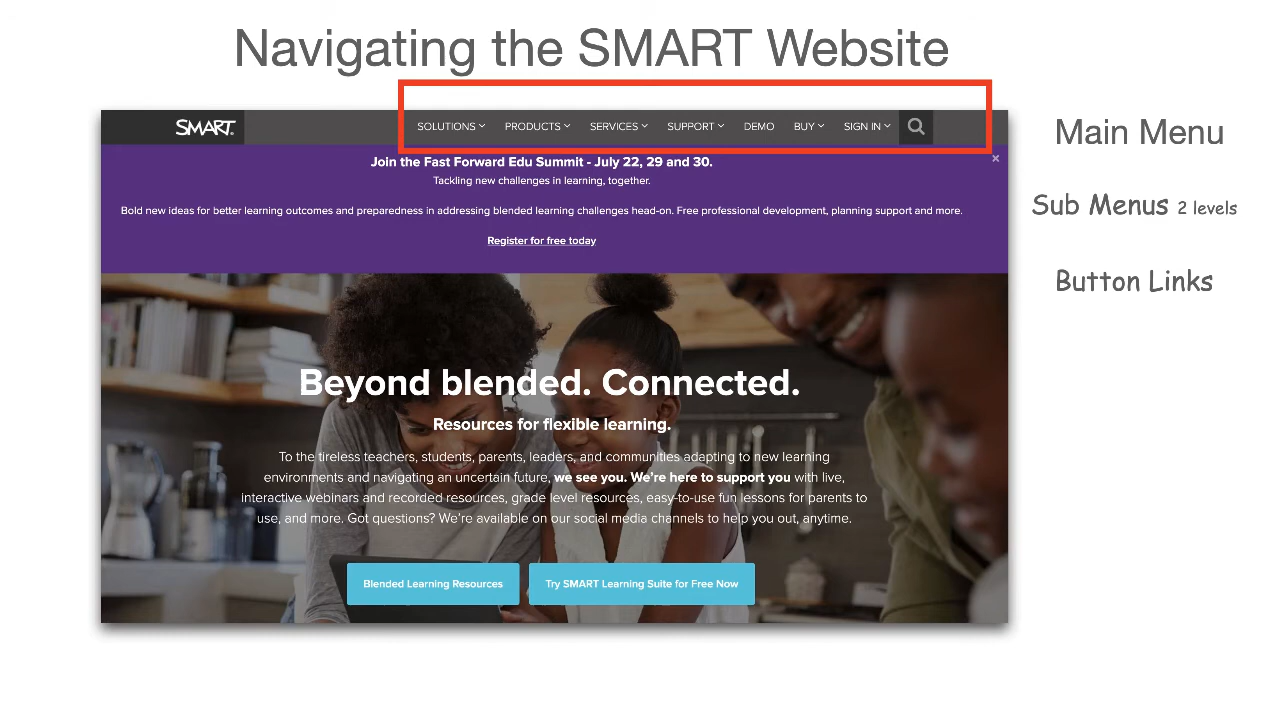 Navigating the SMART Website
SMART
SOLUTIONS PRODUCTS SERVICES SUPPORT DEMO BUY SIGN IN
Join the Fast Forward Edu Summit - July 22, 29 and 30.
Tackling new challenges in learning, together.
Bold new ideas for better learning outcomes and preparedness in addressing blended learning challenges head-on. Free professional development, planning support and more.
Register for free today
Beyond blended. Connected.
Resources for flexible learning.
To the tireless teachers, students, parents, leaders, and communities adapting to new learning
environments and navigating an uncertain future, we see you. We're here to support you with live,
interactive webinars and recorded resources, grade level resources, easy-to-use fun lessons for parents to
use, and more. Got questions? We're available on our social media channels to help you out, anytime.
Blended Learning Resources
Try SMART Learning Suite for Free Now
Main Menu
Sub Menus 2 levels
Button Links